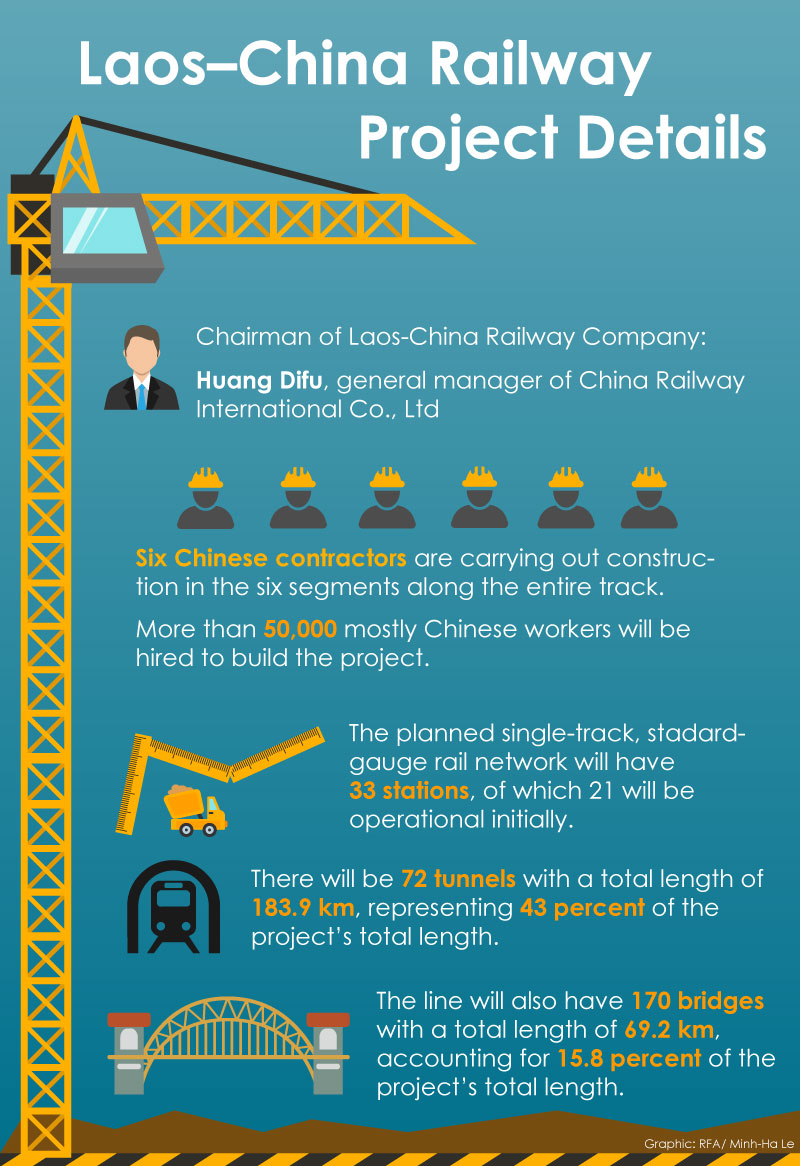 Laos–China Railway
Project Details
Chairman of Laos-China Railway Company:
Huang Difu, general manager of China Railway
International Co., Ltd
Six Chinese contractors are carrying out construc-
tion in the six segments along the entire track.
More than 50,000 mostly Chinese workers will be
hired to build the project.
The planned single-track, stadard-
gauge rail network will have
33 stations, of which 21 will be
operational initially.
There will be 72 tunnels with a total length of
183.9 km, representing 43 percent of the
project's total length.
The line will also have 170 bridges
with a total length of 69.2 km,
accounting for 15.8 percent of the
project's total length.
Graphic: RFA/ Minh-Ha Le